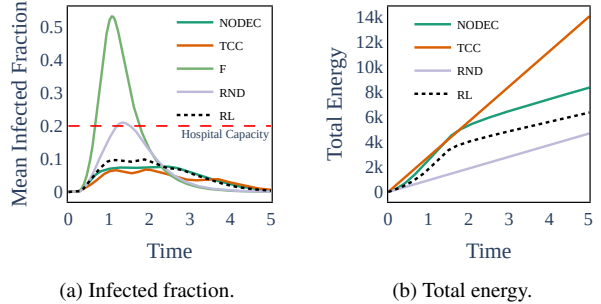 (a)
(b)
Mean Infected Fraction
0.5
0.4
0.3
0.2
0.1
0
NODEC
TCC
F
RND
RL
Hospital Capacity
0 1 2 3 4 5
Time
Total Energy
14k
12k
10k
8k
6k
4k
2k
0
NODEC
TCC
RND
RL
0 1 2 3 4 5
Time
(a) Infected fraction.
(b) Total energy.